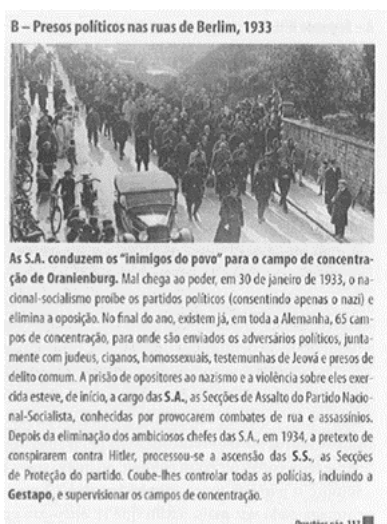 B – Presos políticos nas ruas de Berlim, 1933
As S.A. conduzem os "inimigos do povo" para o campo de concentra-
ção de Oranienburg. Mal chega ao poder, em 30 de janeiro de 1933, o na-
cional-socialismo proíbe os partidos políticos (consentindo apenas o nazi) e
elimina a oposição. No final do ano, existem já, em toda a Alemanha, 65 cam-
pos de concentração, para onde são enviados os adversários políticos, junta-
mente com judeus, ciganos, homossexuais, testemunhas de Jeová e presos de
delito comum. A prisão de opositores ao nazismo e a violência sobre eles exer-
cida esteve, de início, a cargo das S.A., as Secções de Assalto do Partido Nacio-
nal-Socialista, conhecidas por provocarem combates de rua e assassínios.
Depois da eliminação dos ambiciosos chefes das S.A., em 1934, a pretexto de
conspirarem contra Hitler, processou-se a ascensão das S.S., as Secções
de Proteção do partido. Coube-lhes controlar todas as polícias, incluindo a
Gestapo, e supervisionar os campos de concentração.